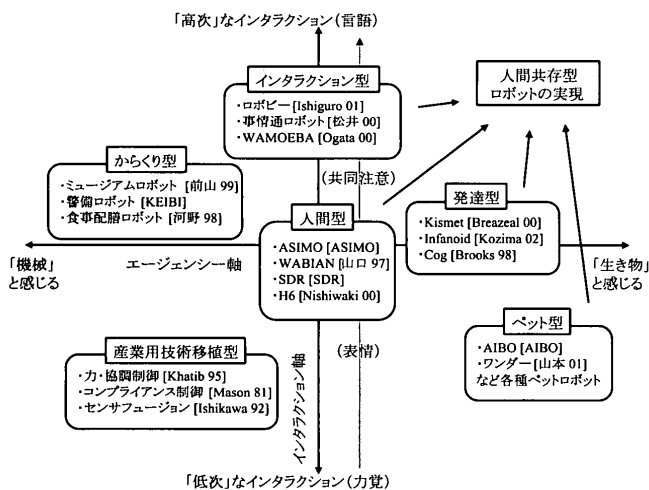 「高次」なインタラクション(言語)
インタラクション型
・ロボビー [Ishiguro 01]
・事情通ロボット [松井 00]
・WAMOEBA [Ogata 00]
人間共存型
ロボットの実現
からくり型
・ミュージアムロボット [前山 99]
・警備ロボット [KEIBI]
・食事配膳ロボット [河野 98]
(共同注意)
人間型
・ASIMO [ASIMO]
・WABIAN [山口 97]
・SDR [SDR]
・H6 [Nishiwaki 00]
発達型
・Kismet [Breazeal 00]
・Infanoid [Kozima 02]
・Cog [Brooks 98]
「機械」
と感じる
エージェンシー軸
「生き物」
と感じる
ペット型
・AIBO [AIBO]
・ワンダー [山本 01]
など各種ペットロボット
産業用技術移植型
・力・協調制御 [Khatib 95]
・コンプライアンス制御 [Mason 81]
・センサフュージョン [Ishikawa 92]
インタラクション軸
(表情)
「低次」なインタラクション(力覚)